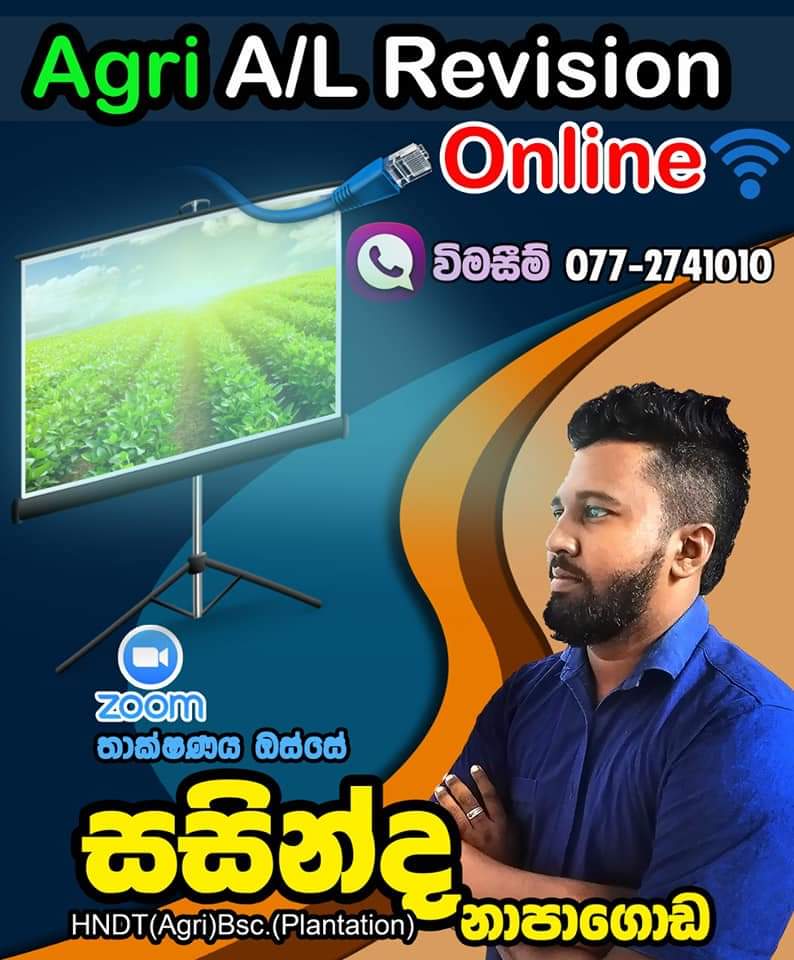 Agri A/L Revision
Online
විමසීම් 077-2741010
zoom
තාක්ෂණය ඔස්සේ
සසින්ද
HNDT(Agri)Bsc.(Plantation)
නාපාගොඩ